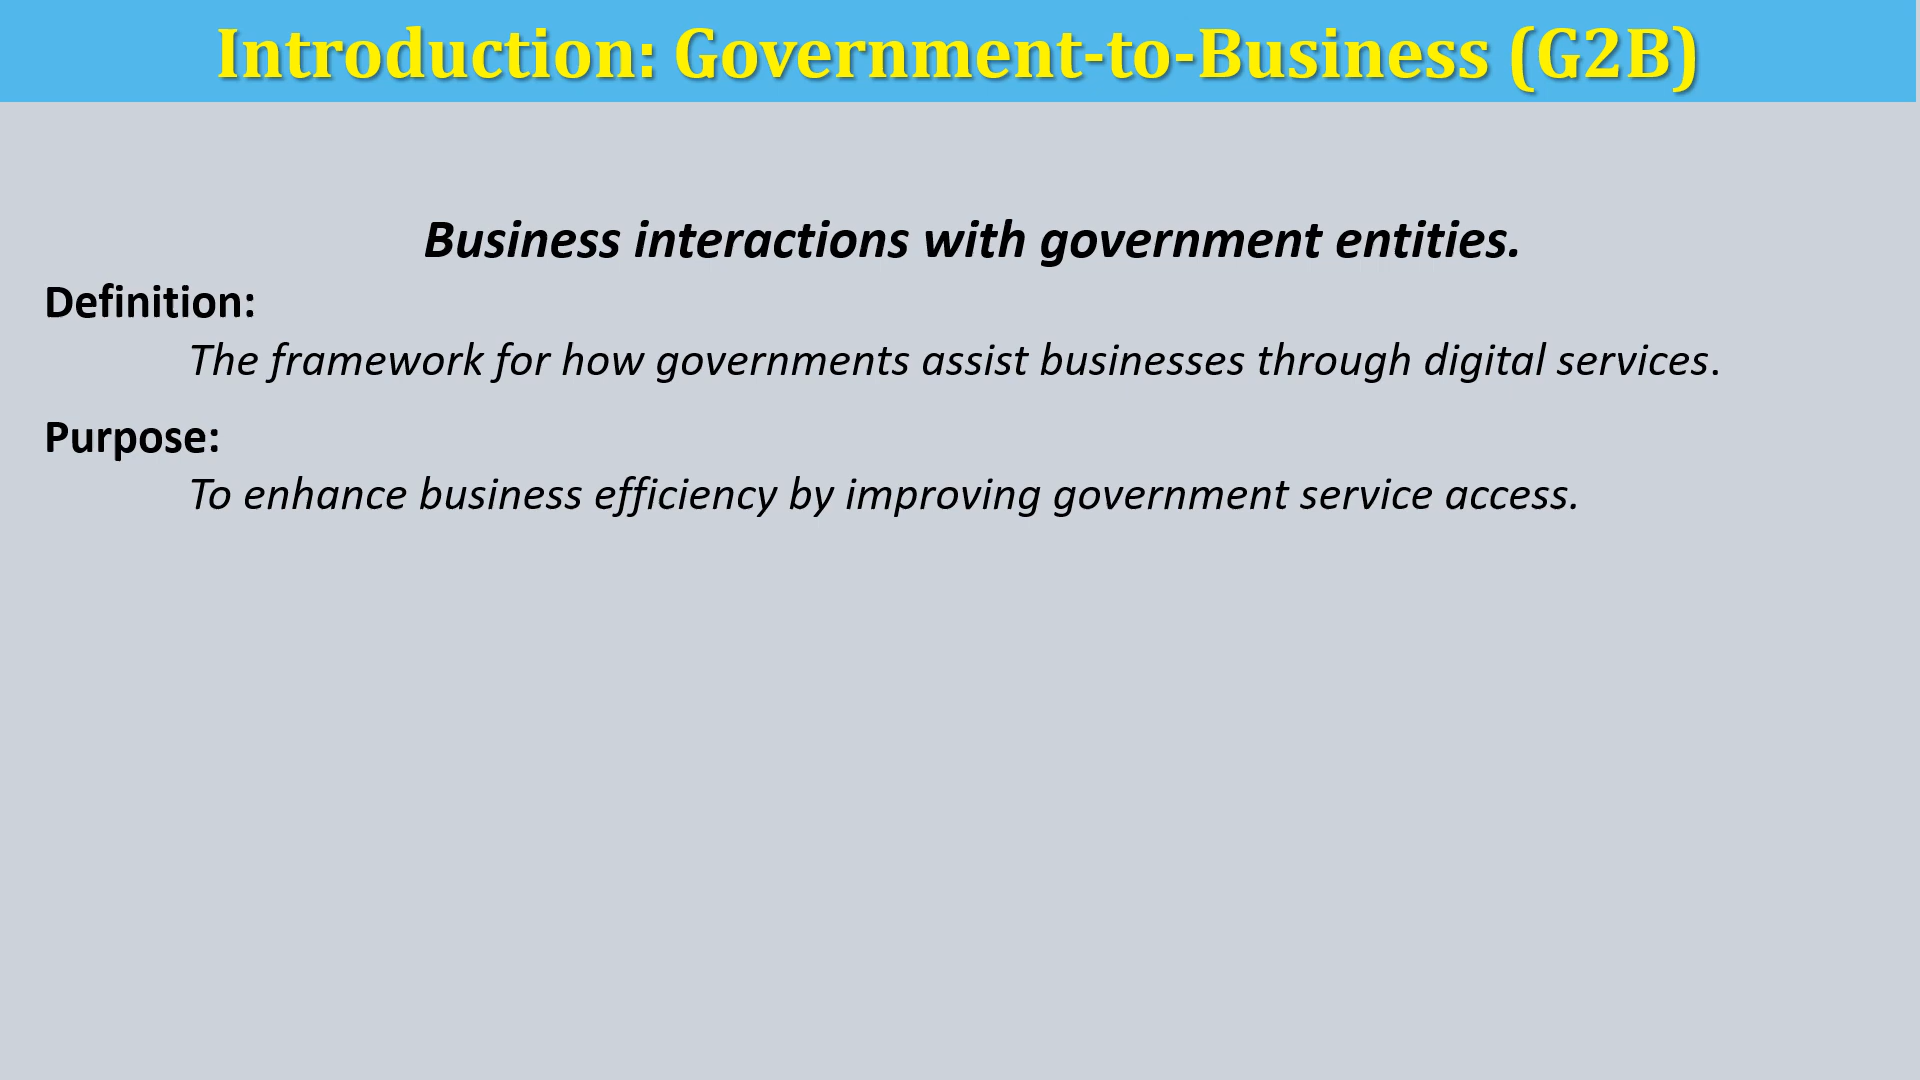 Introduction: Government-to-Business (G2B)
Business interactions with government entities.
Definition:
The framework for how governments assist businesses through digital services.
Purpose:
To enhance business efficiency by improving government service access.